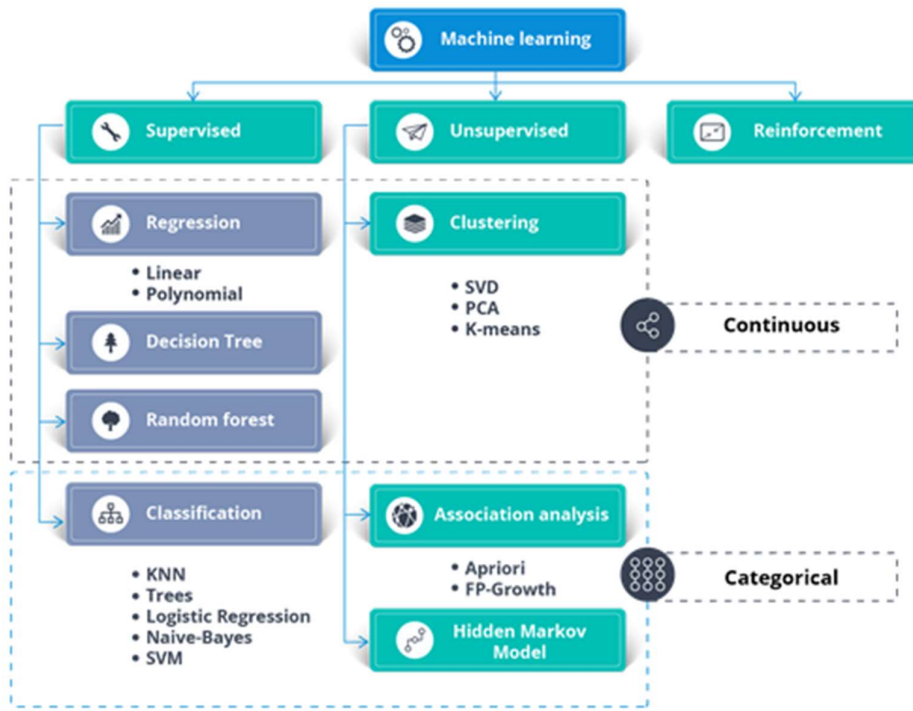 Machine learning
Supervised
Unsupervised
Reinforcement
Regression
• Linear
• Polynomial
Decision Tree
Random forest
Clustering
• SVD
• PCA
• K-means
Continuous
Classification
• KNN
• Trees
• Logistic Regression
• Naive-Bayes
• SVM
Association analysis
• Apriori
• FP-Growth
Hidden Markov
Model
Categorical